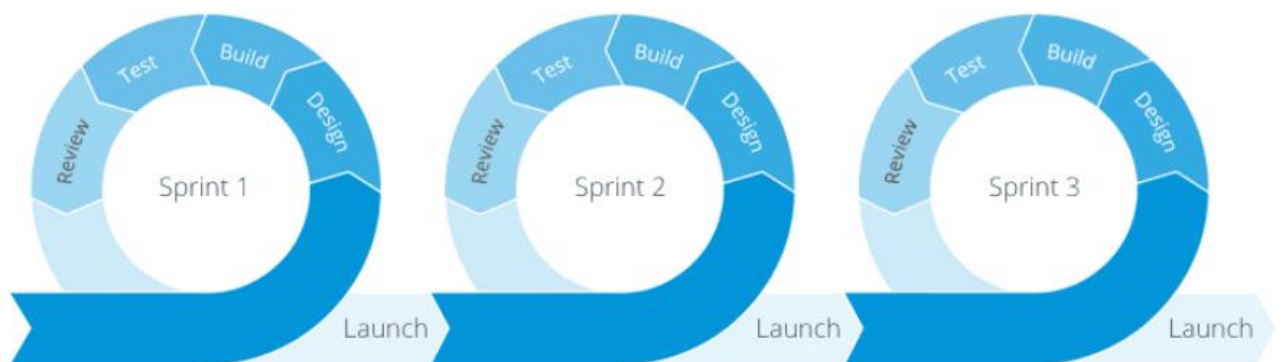 Test
Build
Design
Review
Sprint 1
Launch
Test
Build
Design
Review
Sprint 2
Launch
Test
Build
Design
Review
Sprint 3
Launch